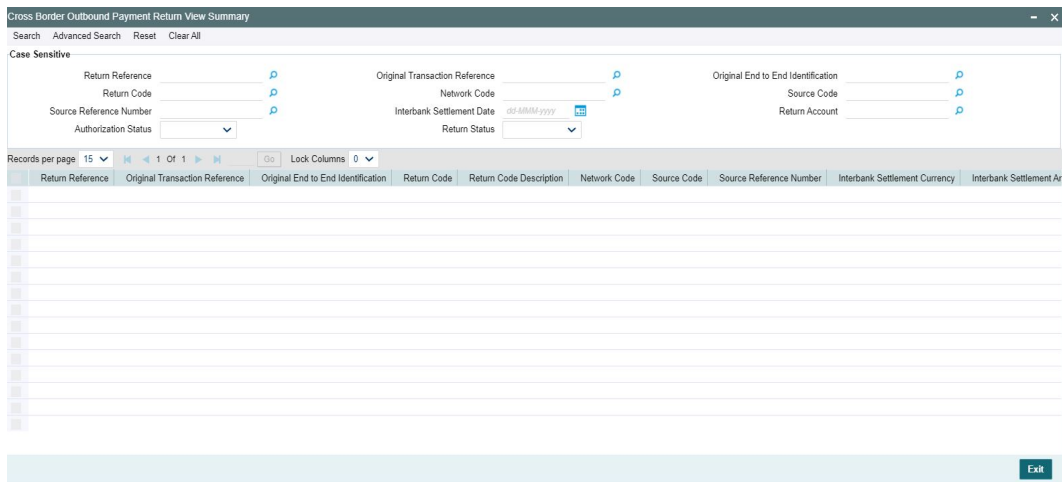 Cross Border Outbound Payment Return View Summary
Search Advanced Search Reset Clear All
Case Sensitive
Return Reference Original Transaction Reference Original End to End Identification
Return Code Network Code Source Code
Source Reference Number Interbank Settlement Date dd-MMM-yyyy Return Account
Authorization Status Return Status
Records per page 15 1 Of 1 Go Lock Columns 0
Return Reference Original Transaction Reference Original End to End Identification Return Code Return Code Description Network Code Source Code Source Reference Number Interbank Settlement Currency Interbank Settlement Ar
Exit